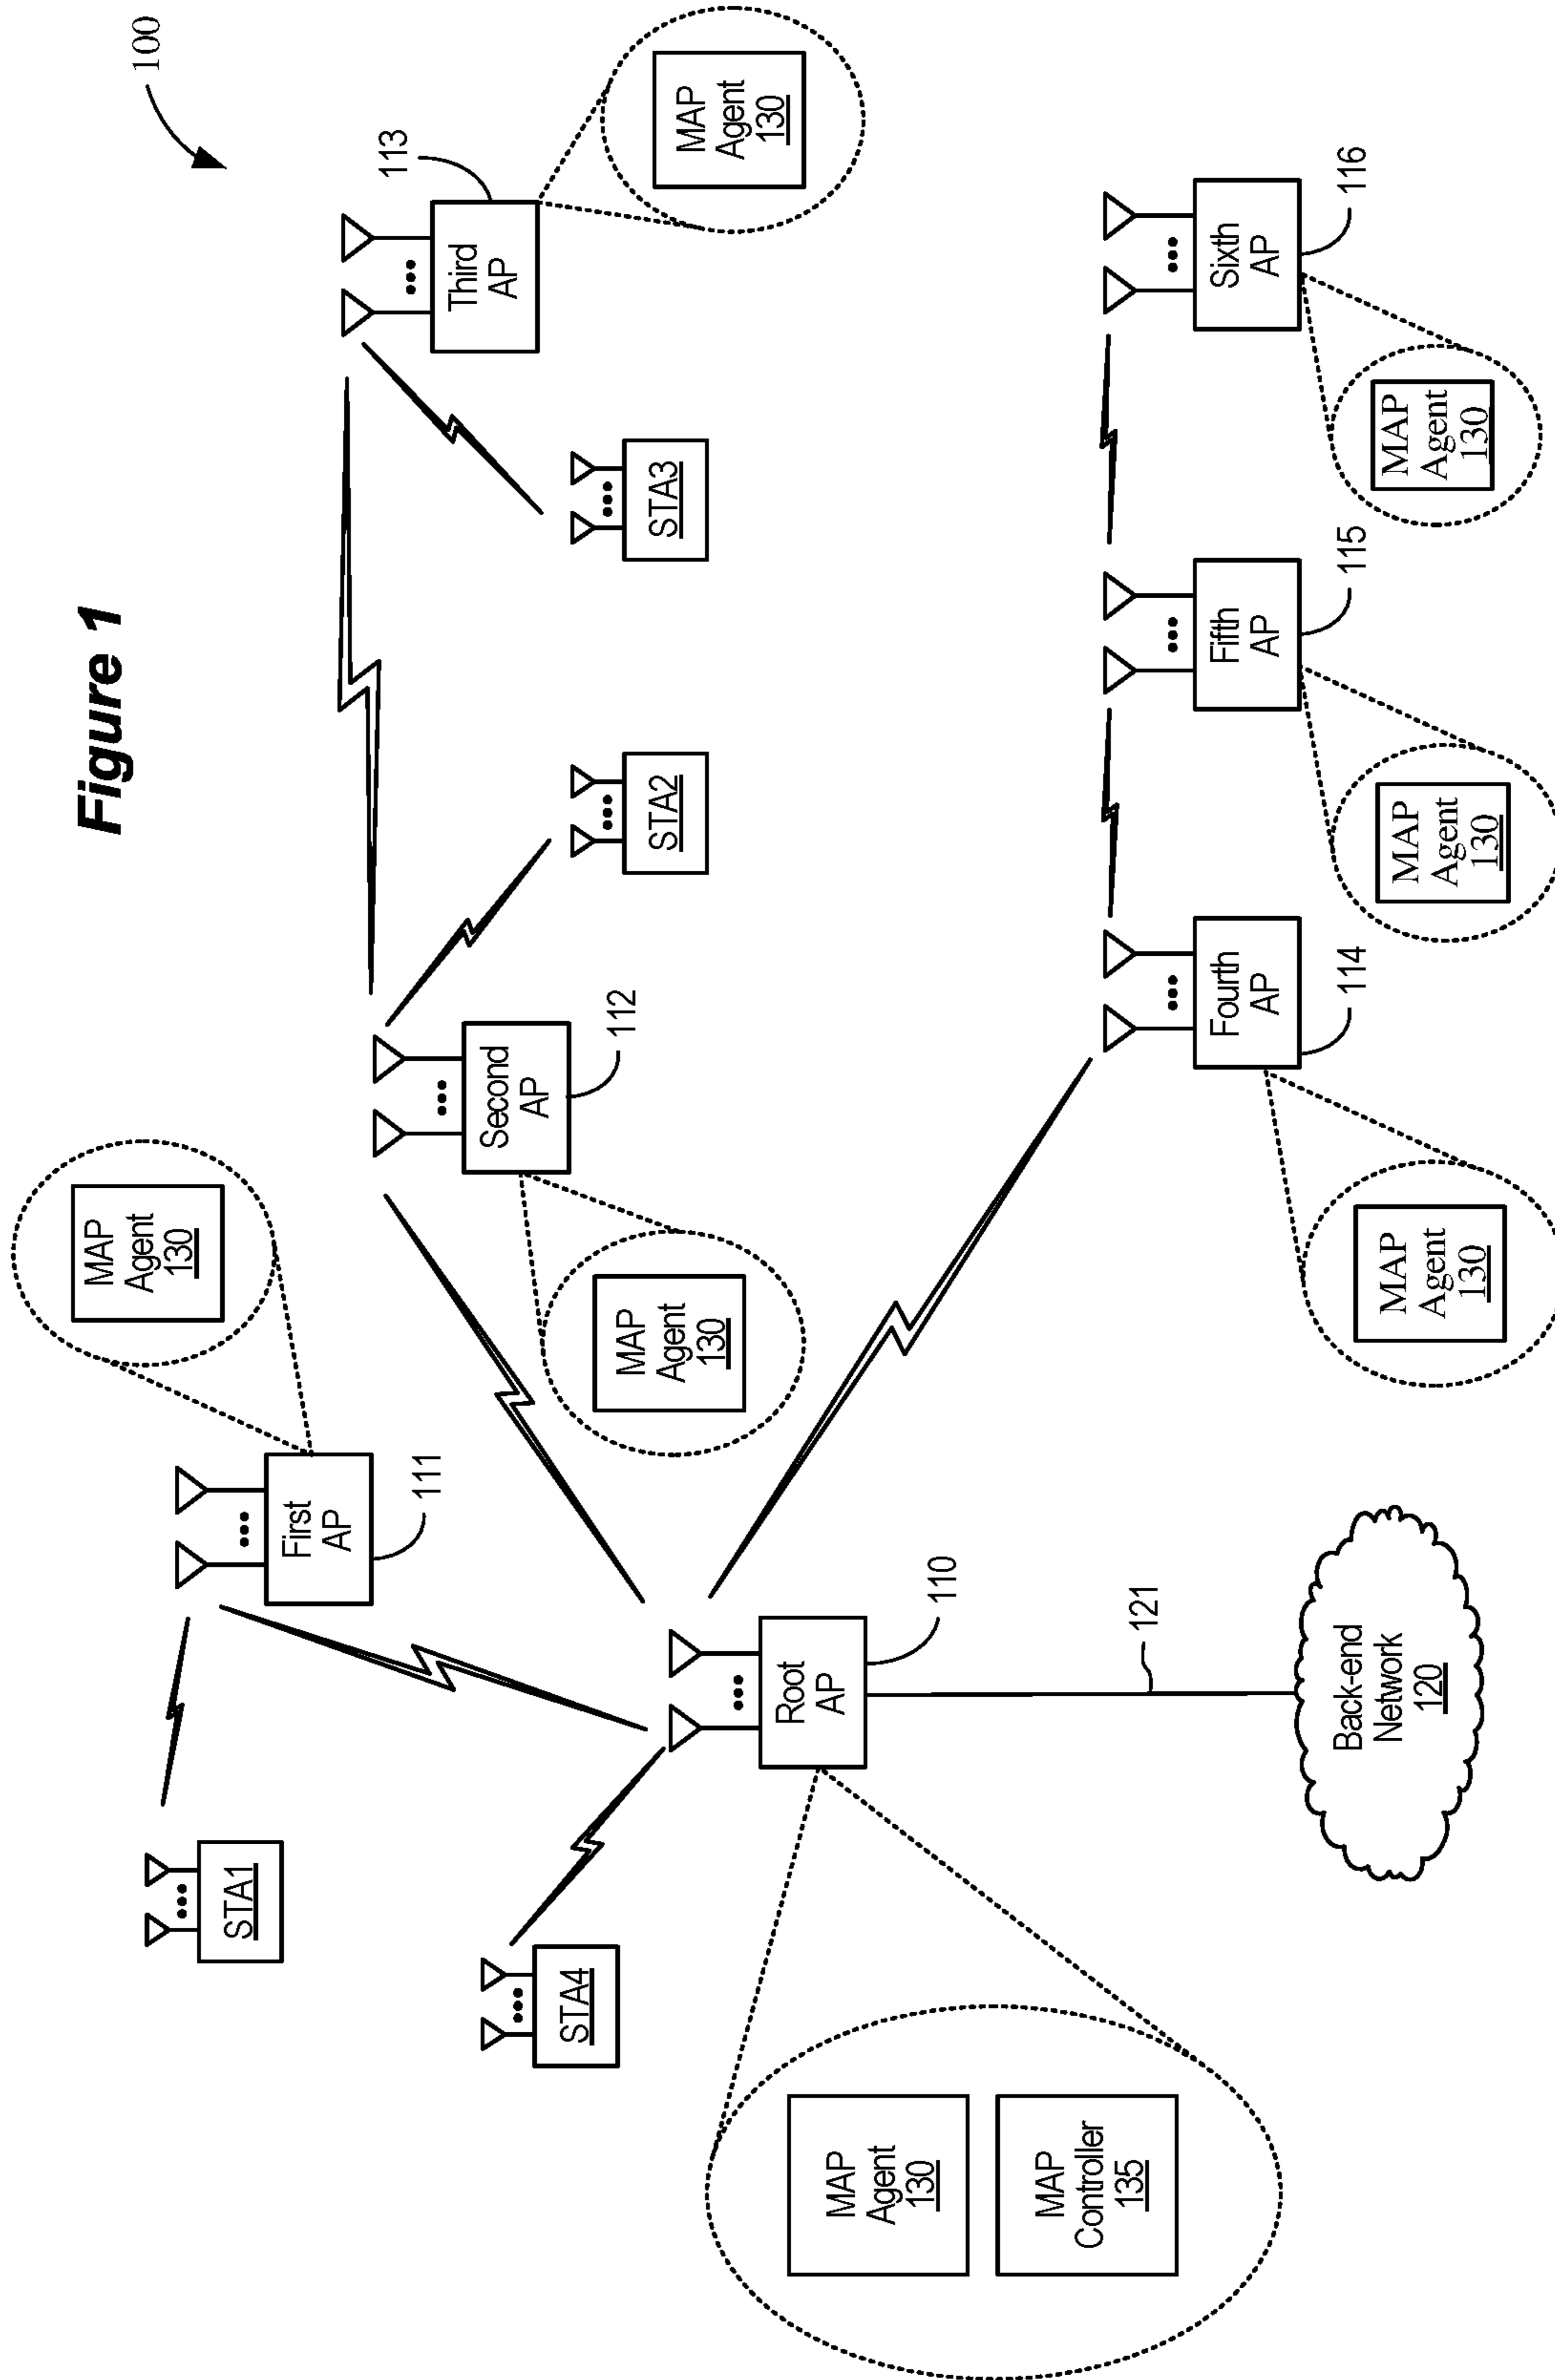 Figure 1
100
MAP
Agent
130
First
AP
111
STA1
STA4
Root
AP
110
MAP
Agent
130
MAP
Controller
135
121
Back-end
Network
120
Second
AP
112
MAP
Agent
130
STA2
STA3
Third
AP
113
MAP
Agent
130
Fourth
AP
114
MAP
Agent
130
Fifth
AP
115
MAP
Agent
130
Sixth
AP
116
MAP
Agent
130